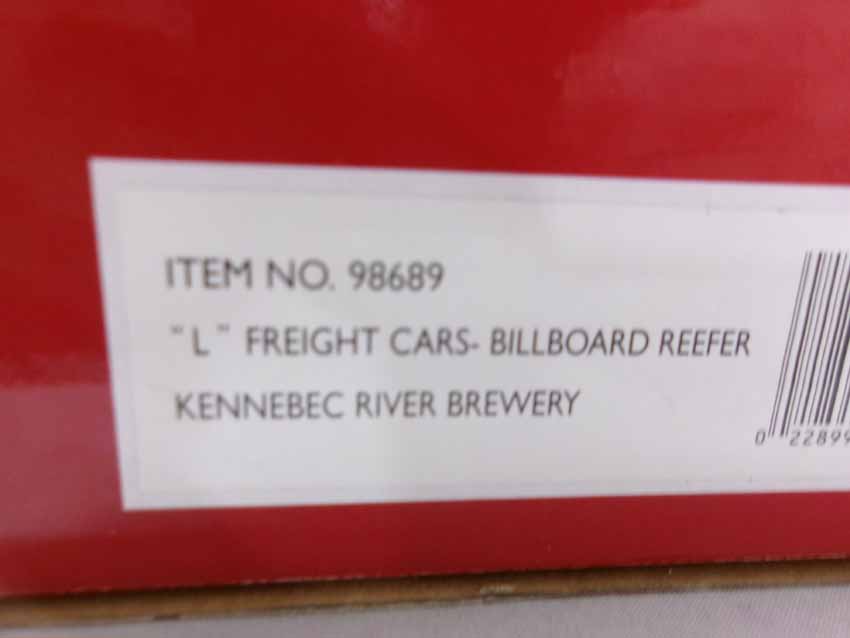 ITEM NO. 98689
"L" FREIGHT CARS- BILLBOARD REEFER
KENNEBEC RIVER BREWERY
0 22899